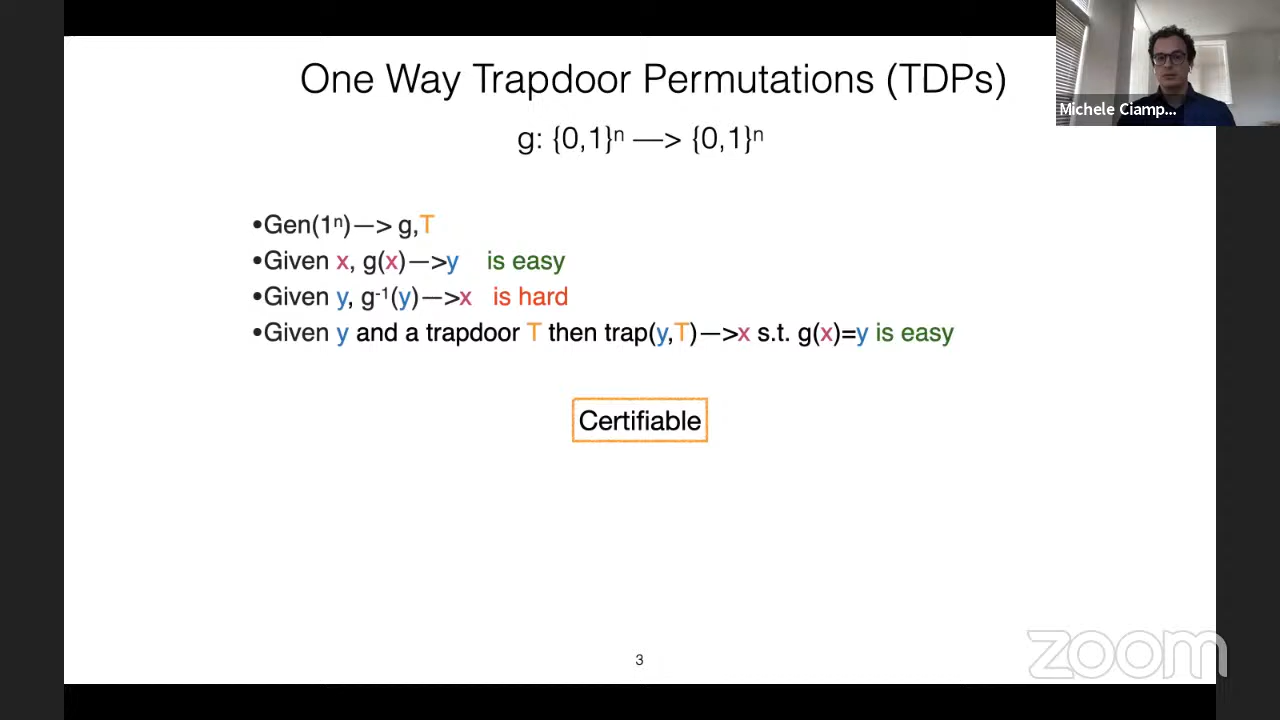 One Way Trapdoor Permutations (TDPs)
g: {0,1}ⁿ —> {0,1}ⁿ
Michele Ciamp...
•Gen(1ⁿ)—> g,T
•Given x, g(x)—>y is easy
•Given y, g⁻¹(y)—>x is hard
•Given y and a trapdoor T then trap(y,T)—>x s.t. g(x)=y is easy
Certifiable
3
zoom